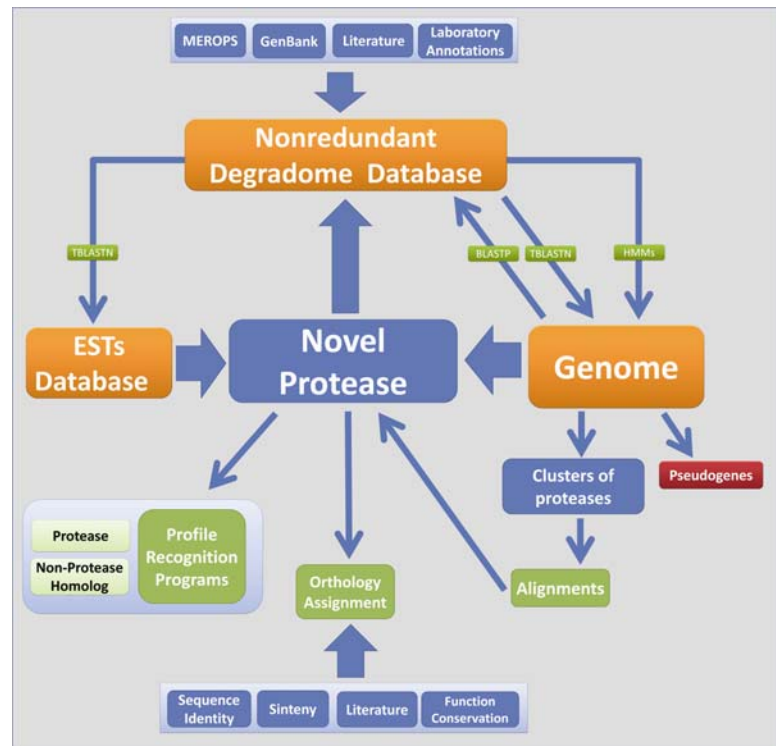 MEROPS
GenBank
Literature
Laboratory
Annotations
Nonredundant
Degradome Database
TBLASTN
BLASTP
TBLASTN
HMMs
ESTs
Database
Novel
Protease
Genome
Clusters of
proteases
Pseudogenes
Protease
Non-Protease
Homolog
Profile
Recognition
Programs
Orthology
Assignment
Alignments
Sequence
Identity
Sinteny
Literature
Function
Conservation